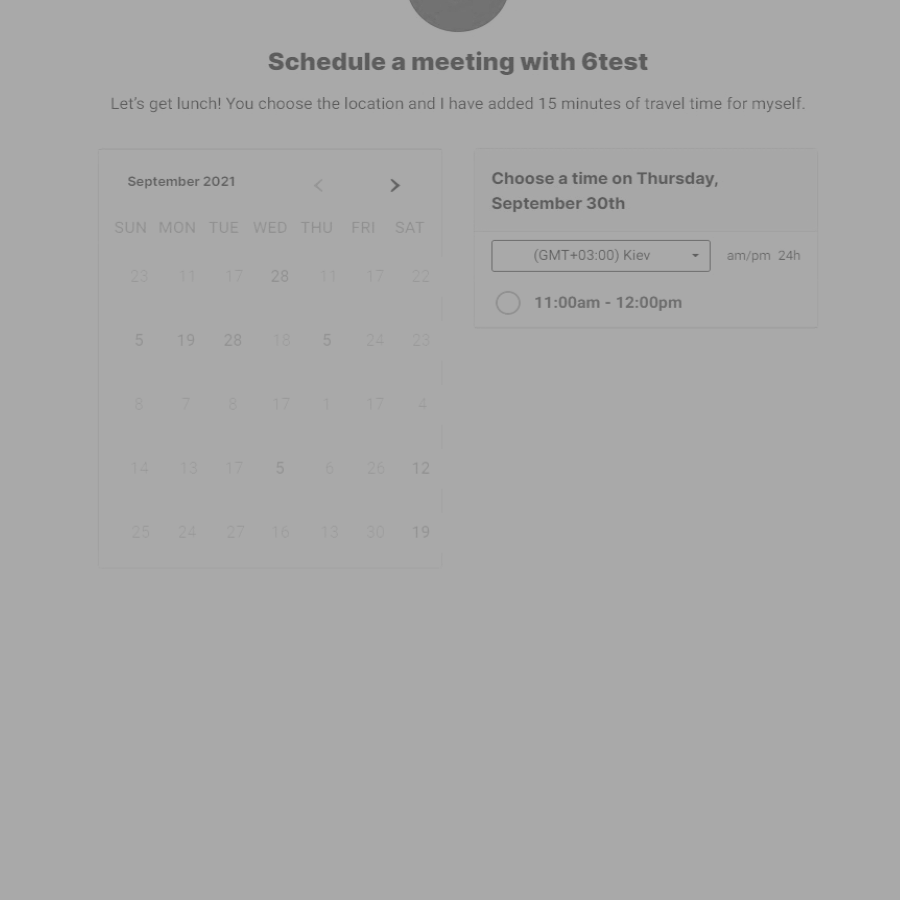 Schedule a meeting with 6test
Let's get lunch! You choose the location and I have added 15 minutes of travel time for myself.
September 2021
SUN MON TUE WED THU FRI SAT
23 11 17 28 11 17 22
5 19 28 18 5 24 23
8 7 8 17 1 17 4
14 13 17 5 6 26 12
25 24 27 16 13 30 19
Choose a time on Thursday,
September 30th
(GMT+03:00) Kiev am/pm 24h
11:00am - 12:00pm